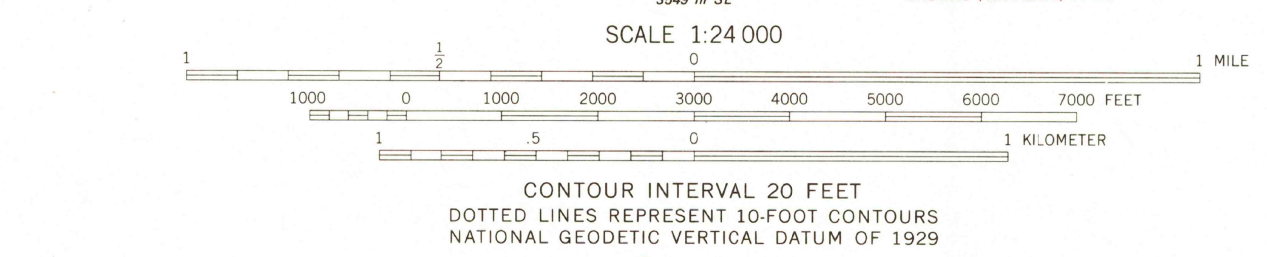 SCALE 1:24 000
1 1/2 0 1 MILE
1000 0 1000 2000 3000 4000 5000 6000 7000 FEET
1 .5 0 1 KILOMETER
CONTOUR INTERVAL 20 FEET
DOTTED LINES REPRESENT 10-FOOT CONTOURS
NATIONAL GEODETIC VERTICAL DATUM OF 1929